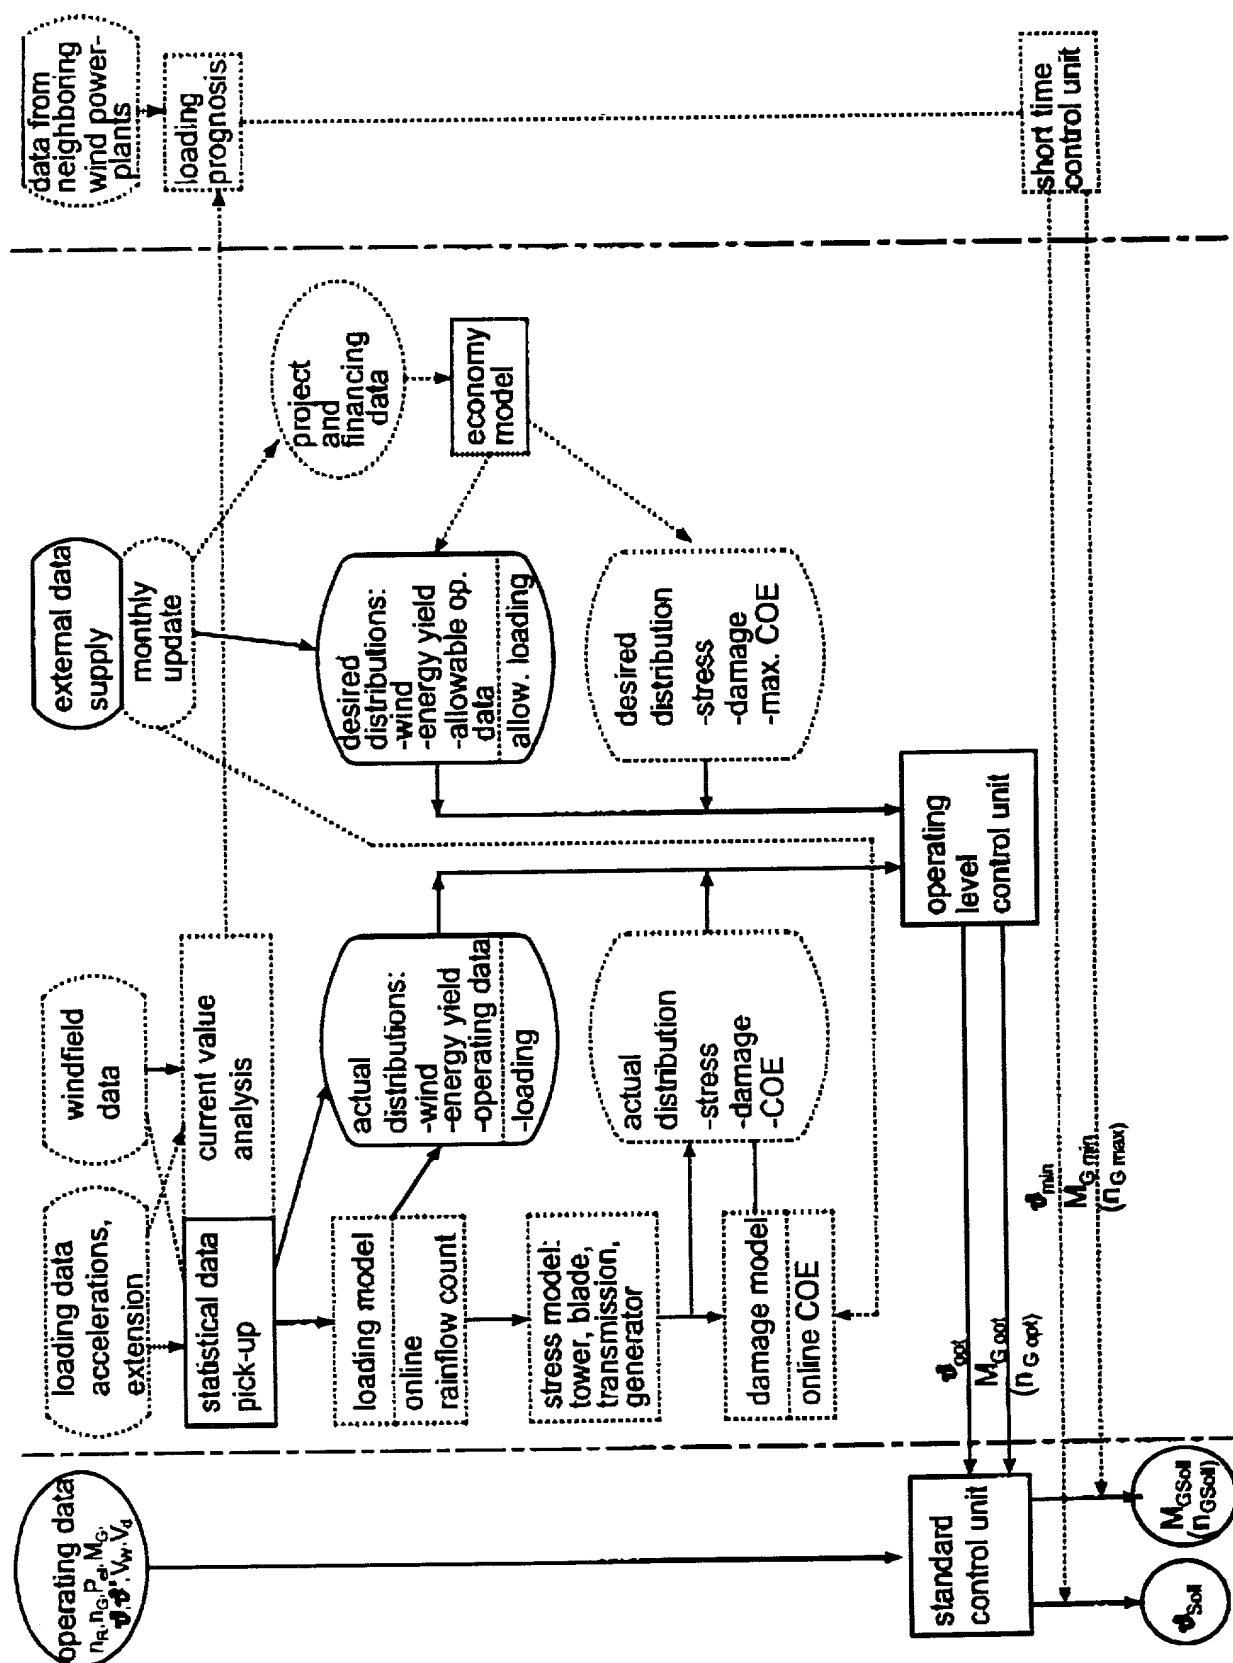 operating data
n_R, n_G, P_el, M_G,
ϑ, ϑ', V_W, V_d
loading data
accelerations,
extension
windfield
data
external data
supply
monthly
update
data from
neighboring
wind power-
plants
statistical data
pick-up
current value
analysis
loading
prognosis
project
and
financing
data
loading model
online
rainflow count
actual
distributions:
-wind
-energy yield
-operating data
-loading
desired
distributions:
-wind
-energy yield
-allowable op.
data
allow. loading
economy
model
stress model:
tower, blade,
transmission,
generator
actual
distribution
-stress
-damage
-COE
desired
distribution
-stress
-damage
-max. COE
damage model
online COE
operating
level
control unit
short time
control unit
standard
control unit
ϑ_opt
M_G opt
(n_G opt)
ϑ_min
M_G min
(n_G max)
ϑ_Soll
M_GSoll
(n_GSoll)